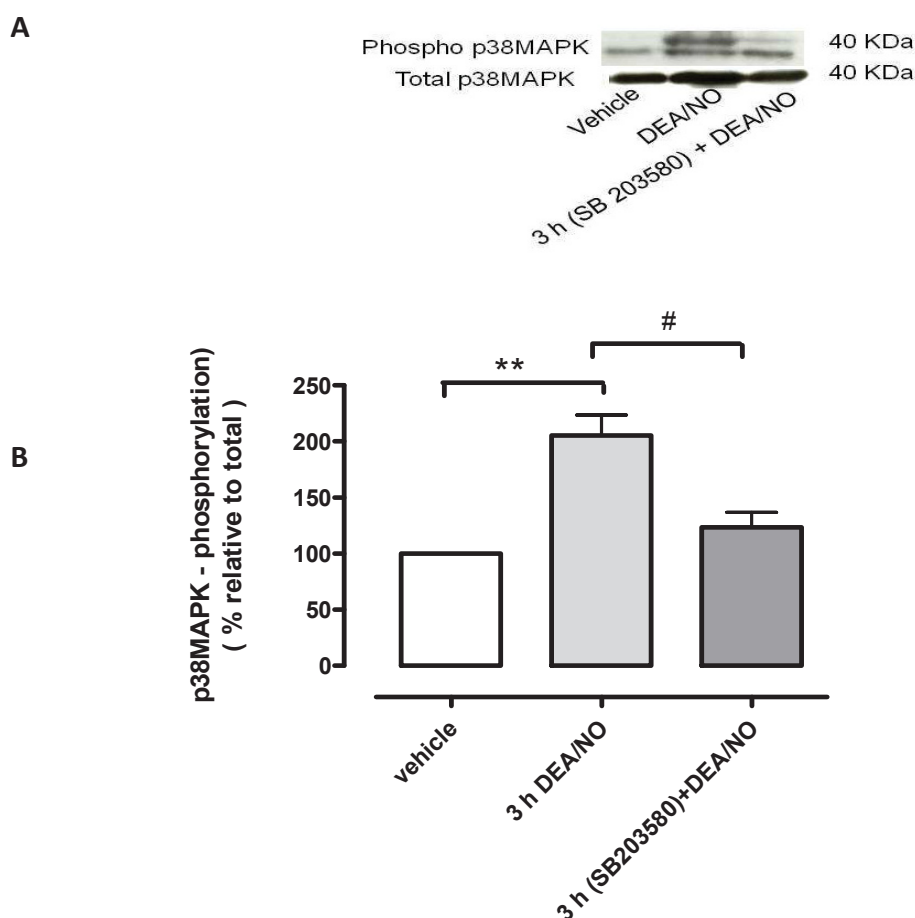 A
Phospho p38MAPK 40 KDa
Total p38MAPK 40 KDa
Vehicle
DEA/NO
3 h (SB 203580) + DEA/NO
B
p38MAPK - phosphorylation)
( % relative to total )
250
200
150
100
50
0
**
#
vehicle
3 h DEA/NO
3 h (SB203580)+DEA/NO